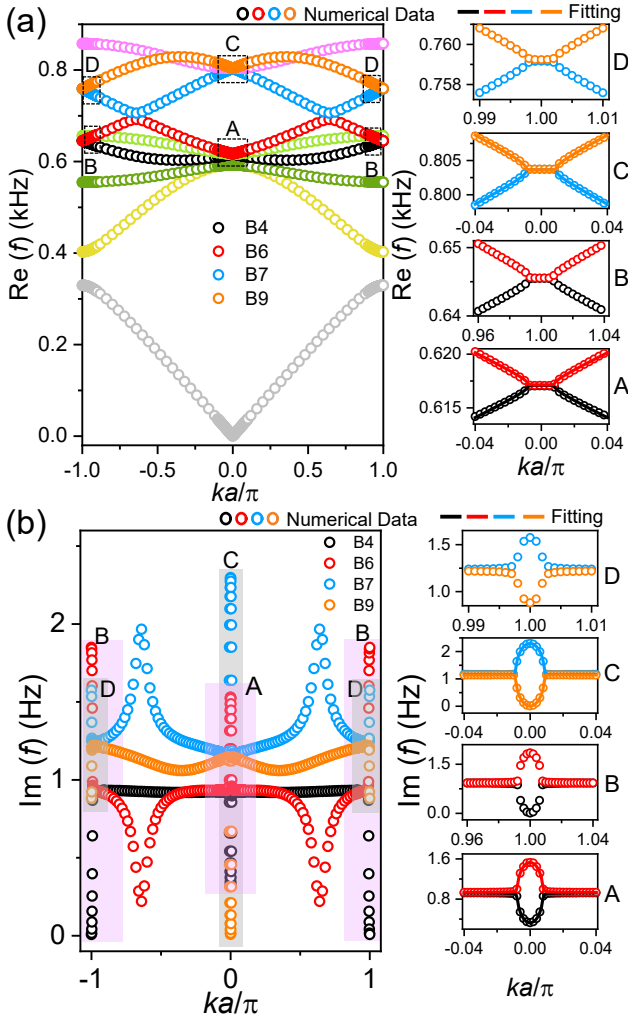 (a)
Numerical Data
Fitting
Re (f) (kHz)
0.8
0.6
0.4
0.2
0.0
D
C
D
A
B
B
B4
B6
B7
B9
-1.0
-0.5
0.0
0.5
1.0
ka/π
Re (f) (kHz)
0.760
0.758
D
0.99
1.00
1.01
0.805
0.800
C
-0.04
0.00
0.04
0.65
0.64
B
0.96
1.00
1.04
0.620
0.615
A
-0.04
0.00
0.04
ka/π
(b)
Numerical Data
Fitting
Im (f) (Hz)
2
1
0
C
B4
B6
B7
B9
B
B
D
A
D
-1
0
1
ka/π
Im (f) (Hz)
1.5
1.0
D
0.99
1.00
1.01
2
1
0
C
-0.04
0.00
0.04
1.5
0.0
B
0.96
1.00
1.04
1.6
0.8
A
-0.04
0.00
0.04
ka/π